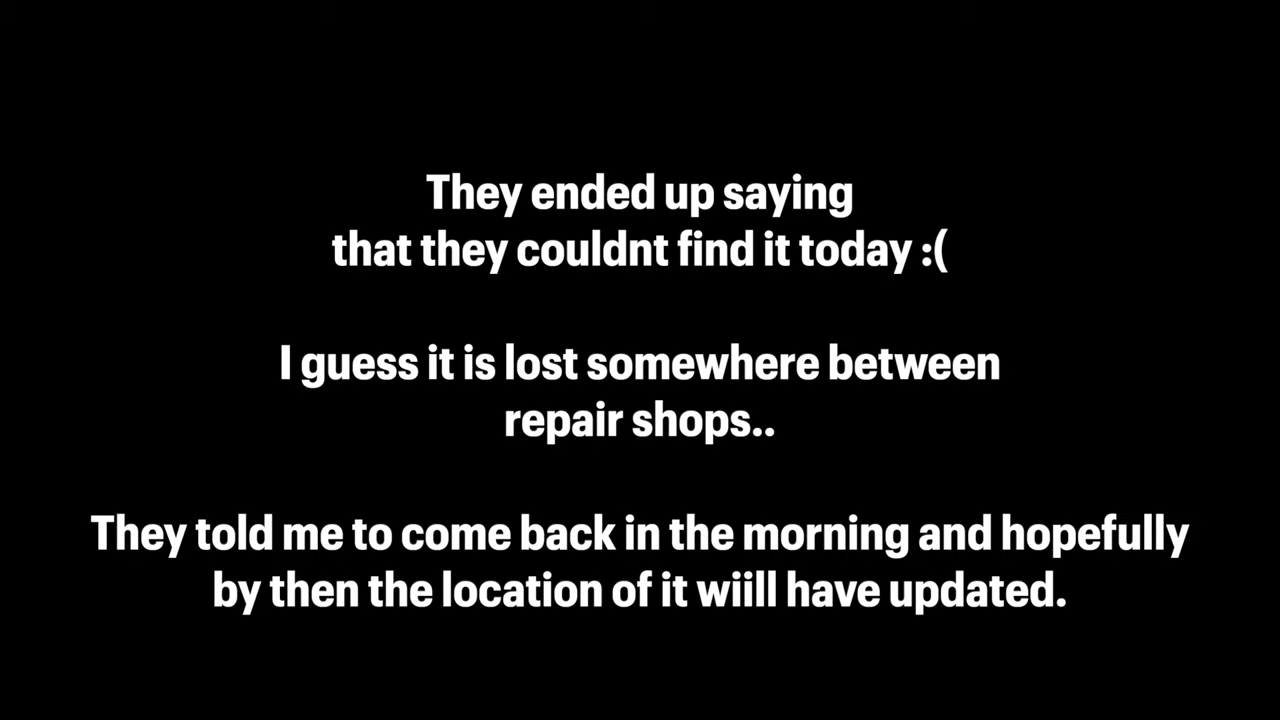 They ended up saying
that they couldnt find it today :(
I guess it is lost somewhere between
repair shops..
They told me to come back in the morning and hopefully
by then the location of it wiill have updated.